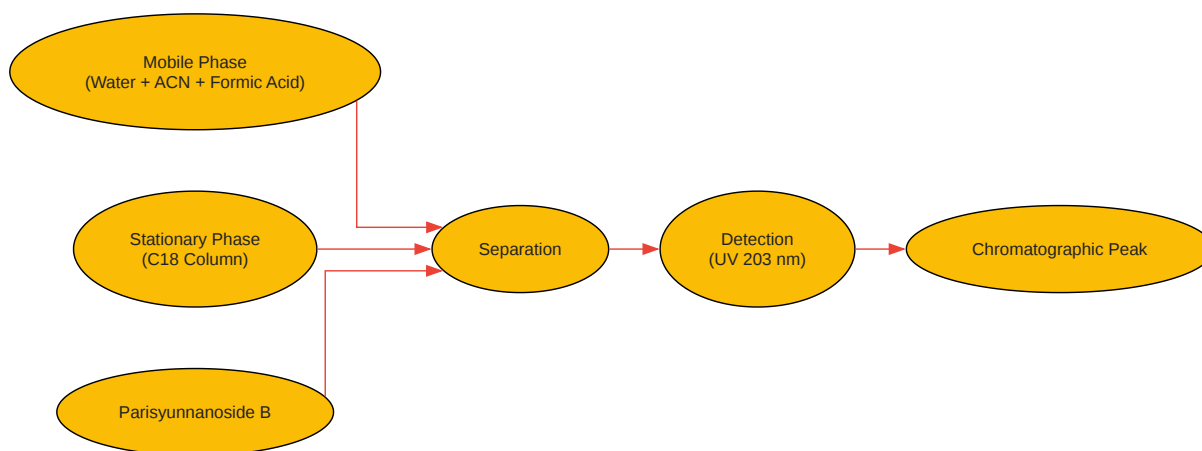 Mobile Phase
(Water + ACN + Formic Acid)
Stationary Phase
(C18 Column)
Parisyunnanoside B
Separation
Detection
(UV 203 nm)
Chromatographic Peak